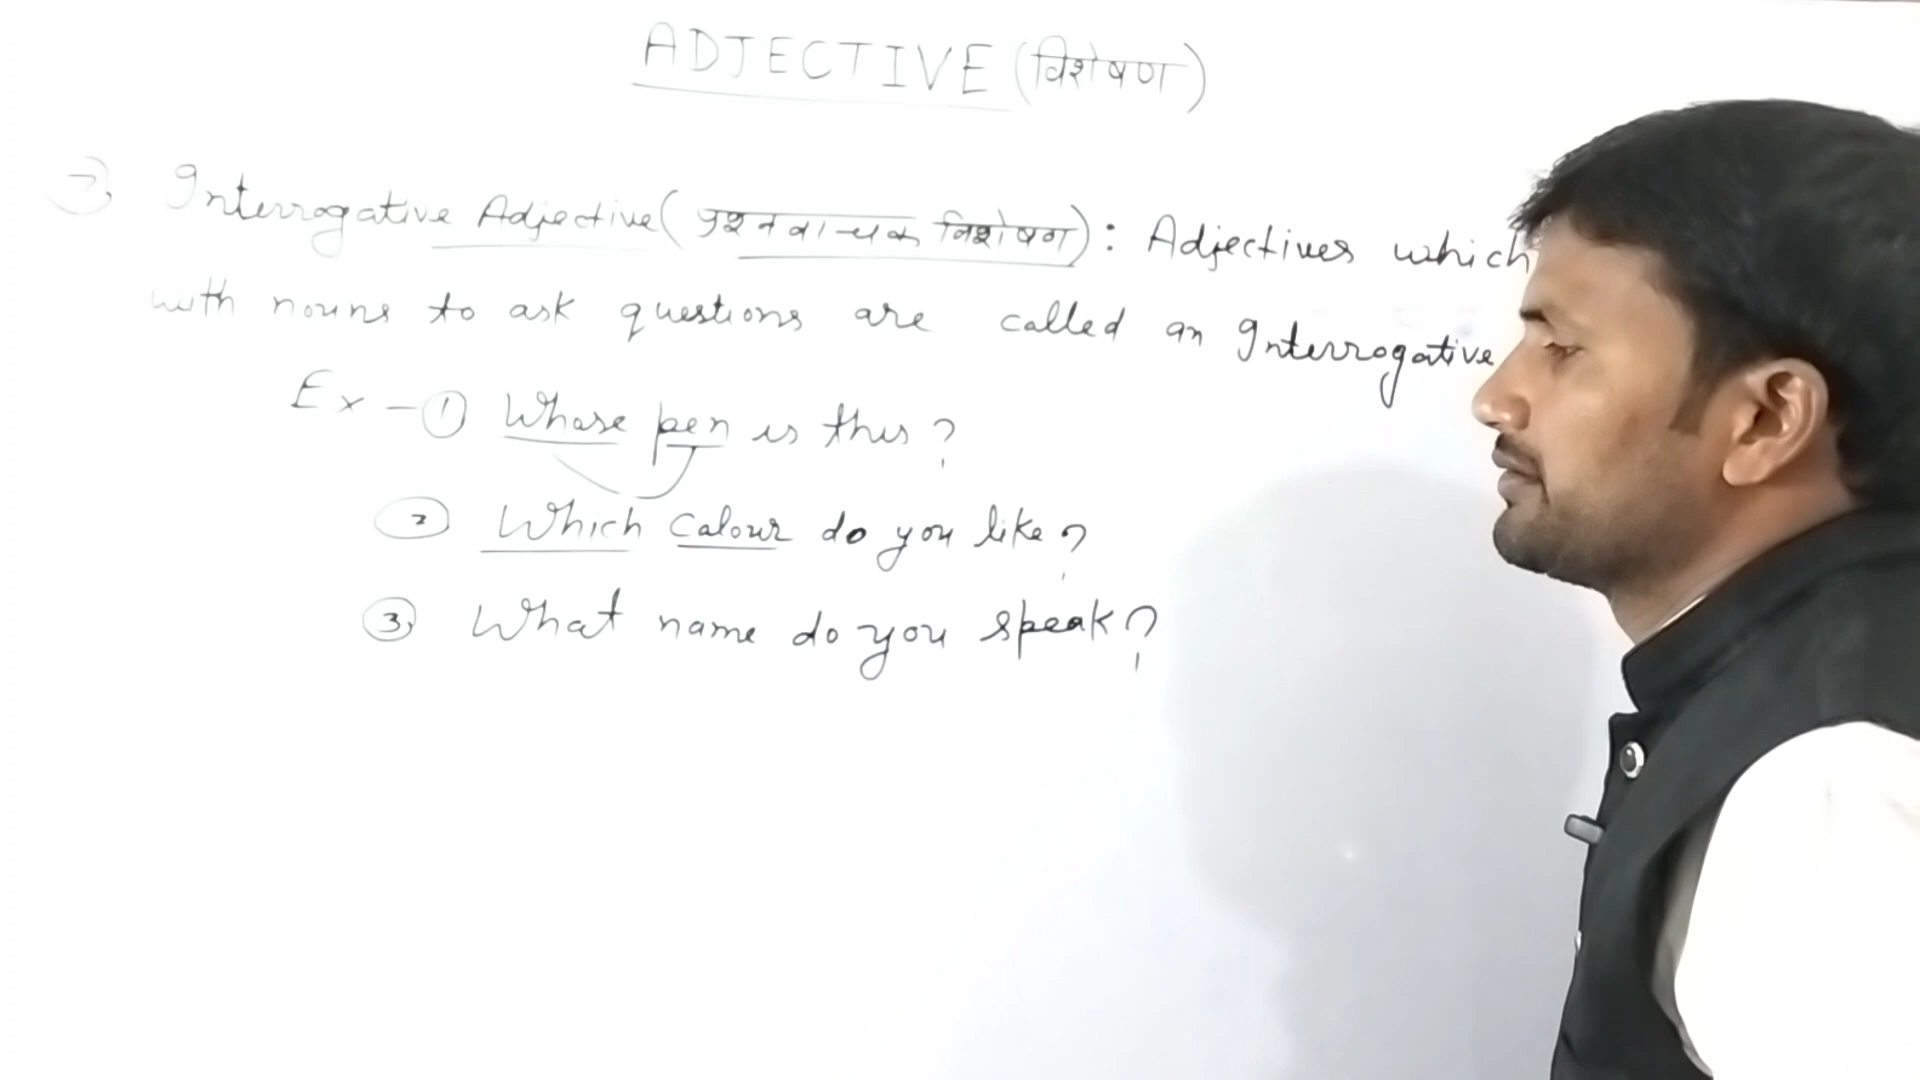 ADJECTIVE (विशेषण)
7. Interrogative Adjective (प्रश्नवाचक विशेषण): Adjectives which
with nouns to ask questions are called an Interrogative
Ex - ① Whose pen is this?
② Which colour do you like?
③ What name do you speak?